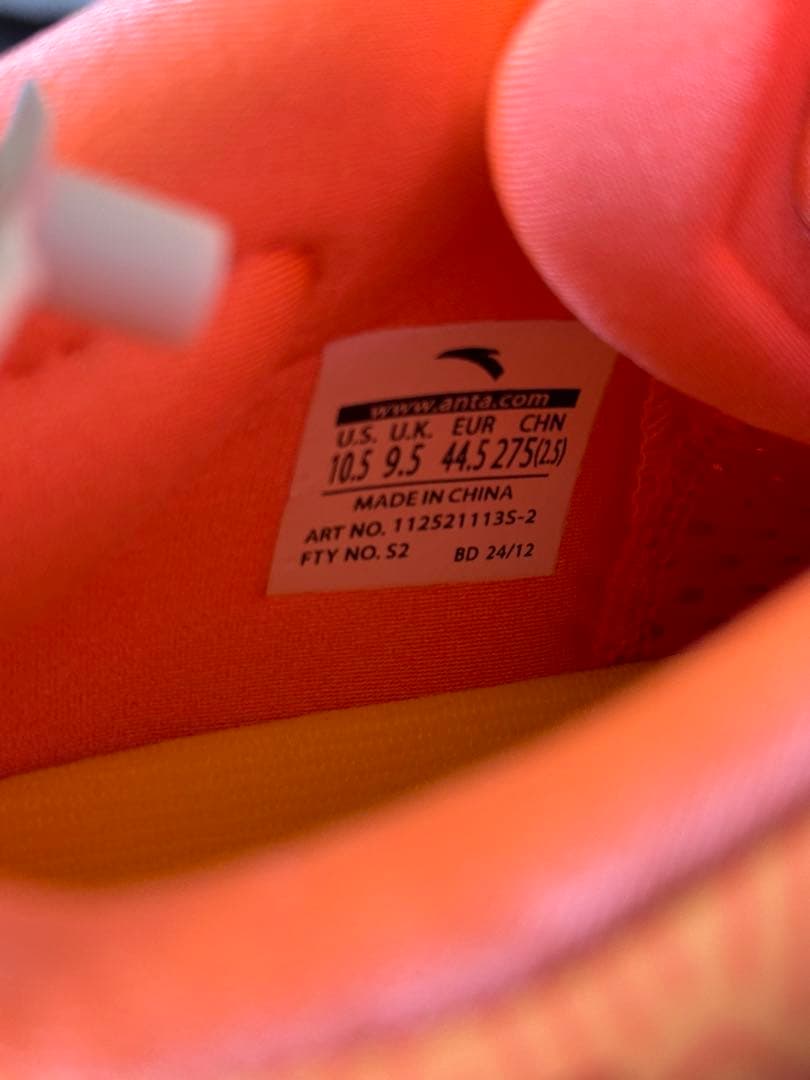 www.anta.com
U.S. U.K. EUR CHN
10.5 9.5 44.5 275(2.5)
MADE IN CHINA
ART NO. 112521113S-2
FTY NO. S2 BD 24/12